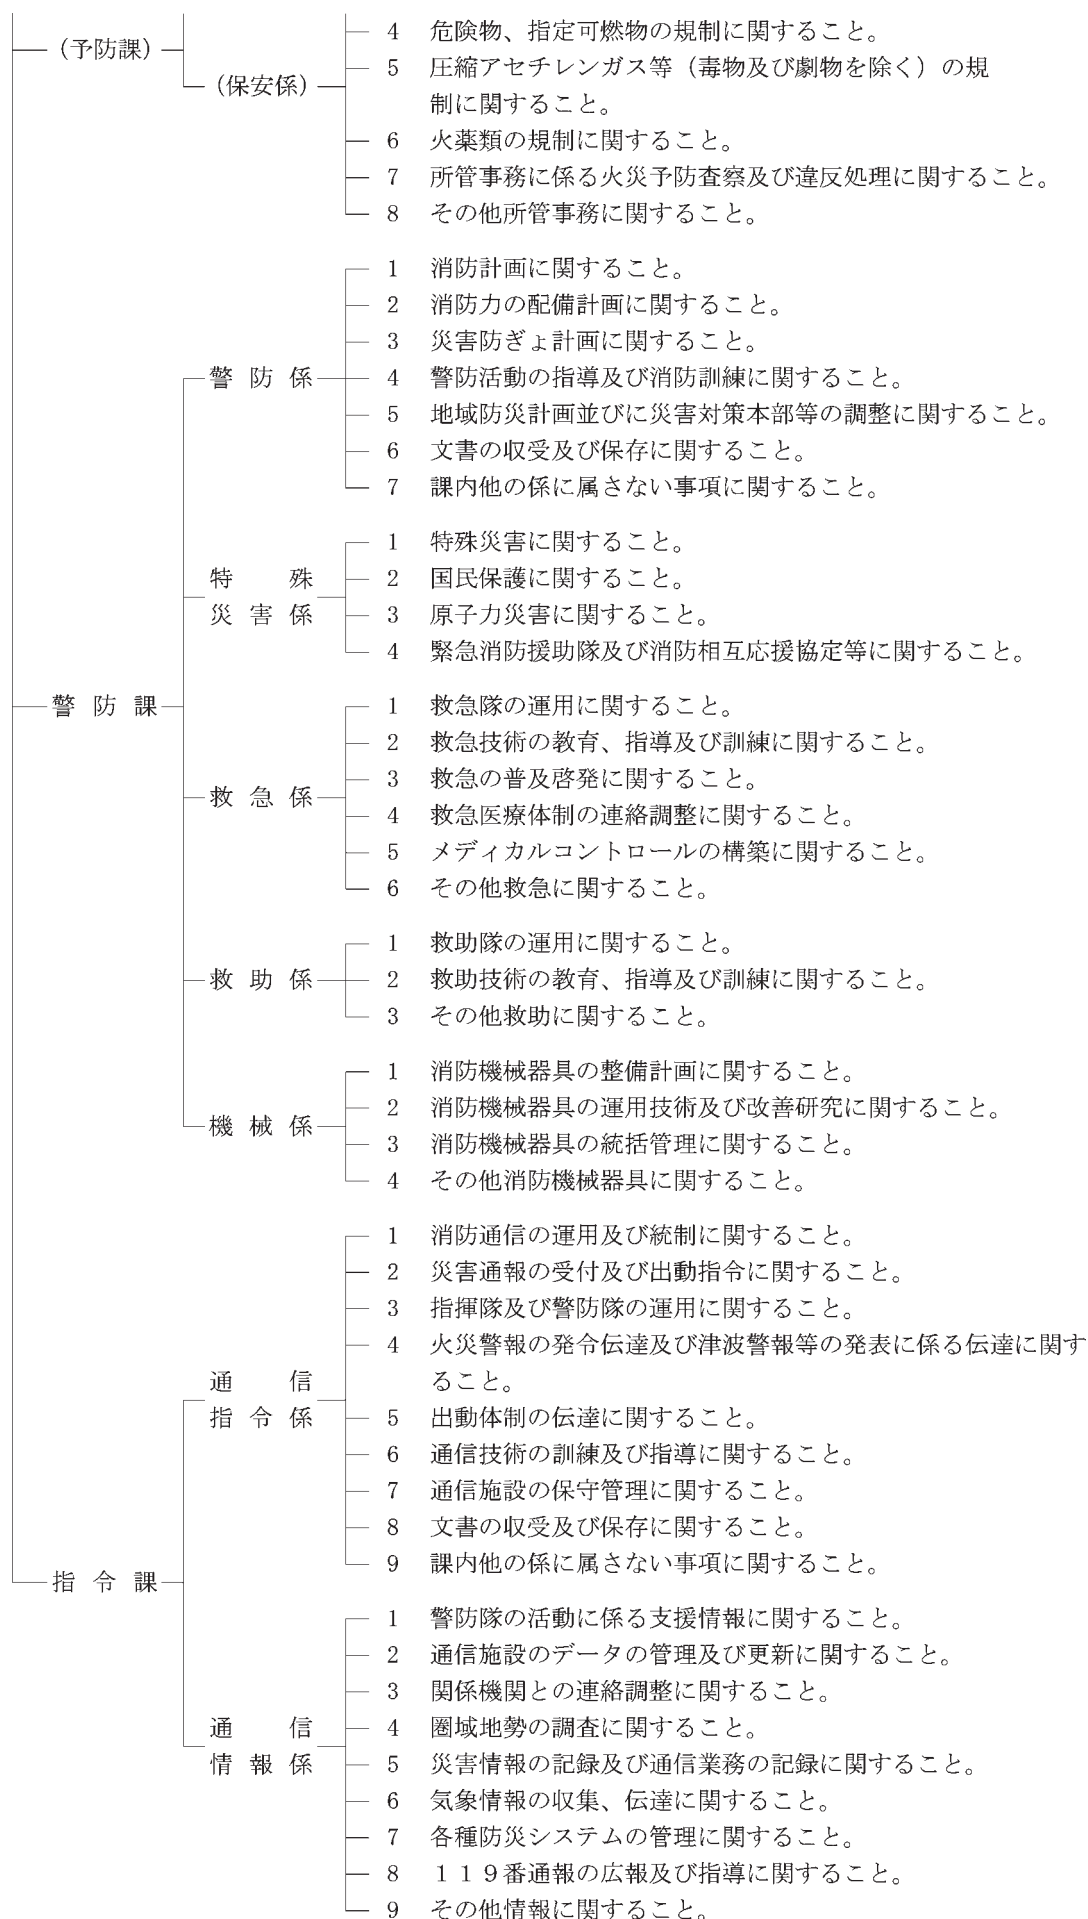 (予防課)
(保安係)
4 危険物、指定可燃物の規制に関すること。
5 圧縮アセチレンガス等（毒物及び劇物を除く）の規
制に関すること。
6 火薬類の規制に関すること。
7 所管事務に係る火災予防査察及び違反処理に関すること。
8 その他所管事務に関すること。
警防課
警防係
1 消防計画に関すること。
2 消防力の配備計画に関すること。
3 災害防ぎょ計画に関すること。
4 警防活動の指導及び消防訓練に関すること。
5 地域防災計画並びに災害対策本部等の調整に関すること。
6 文書の収受及び保存に関すること。
7 課内他の係に属さない事項に関すること。
特殊
災害係
1 特殊災害に関すること。
2 国民保護に関すること。
3 原子力災害に関すること。
4 緊急消防援助隊及び消防相互応援協定等に関すること。
救急係
1 救急隊の運用に関すること。
2 救急技術の教育、指導及び訓練に関すること。
3 救急の普及啓発に関すること。
4 救急医療体制の連絡調整に関すること。
5 メディカルコントロールの構築に関すること。
6 その他救急に関すること。
救助係
1 救助隊の運用に関すること。
2 救助技術の教育、指導及び訓練に関すること。
3 その他救助に関すること。
機械係
1 消防機械器具の整備計画に関すること。
2 消防機械器具の運用技術及び改善研究に関すること。
3 消防機械器具の統括管理に関すること。
4 その他消防機械器具に関すること。
指令課
通信
指令係
1 消防通信の運用及び統制に関すること。
2 災害通報の受付及び出動指令に関すること。
3 指揮隊及び警防隊の運用に関すること。
4 火災警報の発令伝達及び津波警報等の発表に係る伝達に関す
ること。
5 出動体制の伝達に関すること。
6 通信技術の訓練及び指導に関すること。
7 通信施設の保守管理に関すること。
8 文書の収受及び保存に関すること。
9 課内他の係に属さない事項に関すること。
通信
情報係
1 警防隊の活動に係る支援情報に関すること。
2 通信施設のデータの管理及び更新に関すること。
3 関係機関との連絡調整に関すること。
4 圏域地勢の調査に関すること。
5 災害情報の記録及び通信業務の記録に関すること。
6 気象情報の収集、伝達に関すること。
7 各種防災システムの管理に関すること。
8 １１９番通報の広報及び指導に関すること。
9 その他情報に関すること。